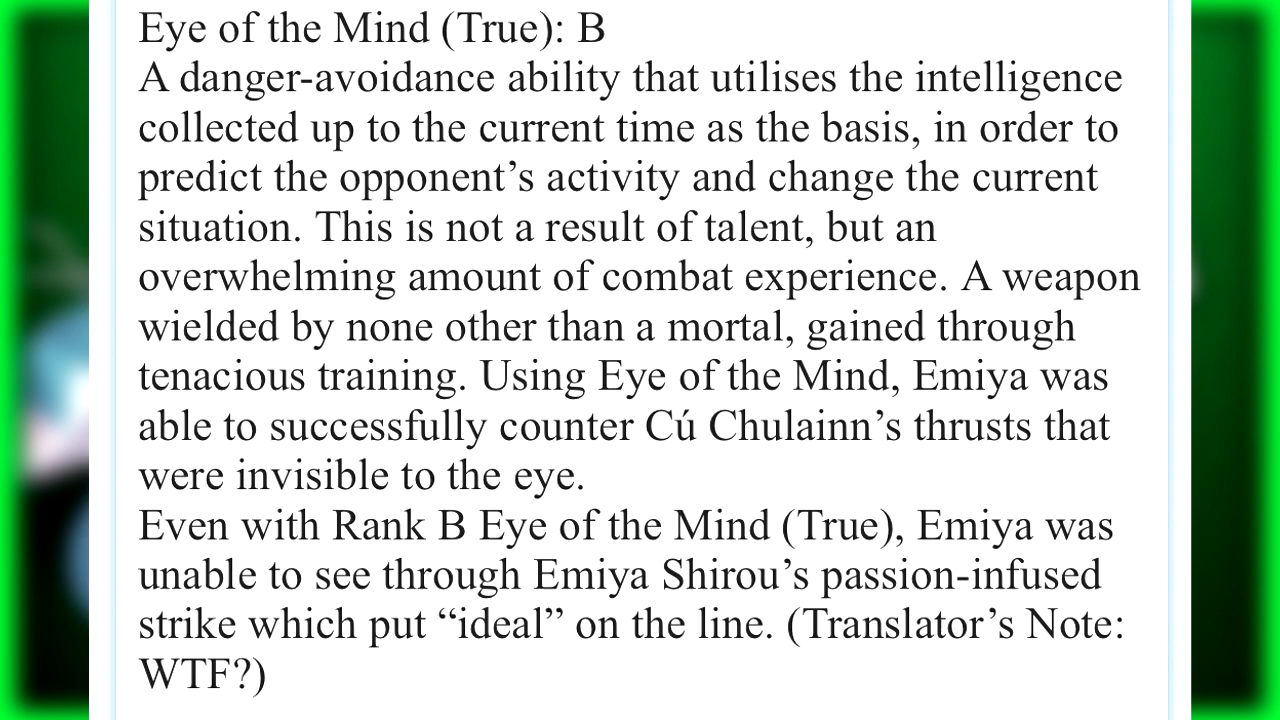 Eye of the Mind (True): B
A danger-avoidance ability that utilises the intelligence
collected up to the current time as the basis, in order to
predict the opponent’s activity and change the current
situation. This is not a result of talent, but an
overwhelming amount of combat experience. A weapon
wielded by none other than a mortal, gained through
tenacious training. Using Eye of the Mind, Emiya was
able to successfully counter Cú Chulainn’s thrusts that
were invisible to the eye.
Even with Rank B Eye of the Mind (True), Emiya was
unable to see through Emiya Shirou’s passion-infused
strike which put “ideal” on the line. (Translator’s Note:
WTF?)